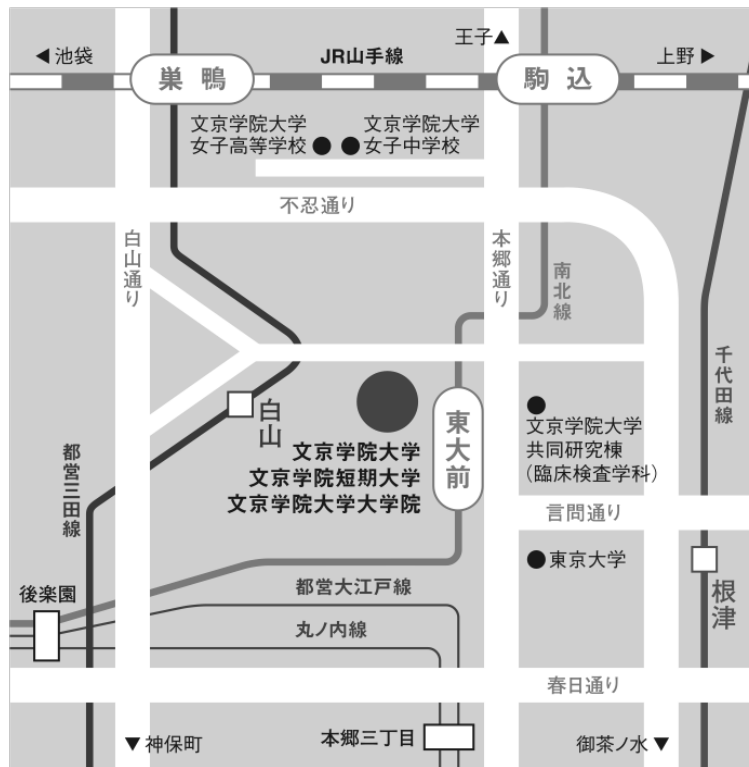 王子▲
◀池袋
JR山手線
上野▶
巣鴨
駒込
文京学院大学
女子高等学校
文京学院大学
女子中学校
不忍通り
白山通り
本郷通り
南北線
千代田線
白山
東大前
文京学院大学
共同研究棟
(臨床検査学科)
都営三田線
文京学院大学
文京学院短期大学
文京学院大学大学院
言問通り
東京大学
根津
後楽園
都営大江戸線
丸ノ内線
春日通り
▼神保町
本郷三丁目
御茶ノ水▼